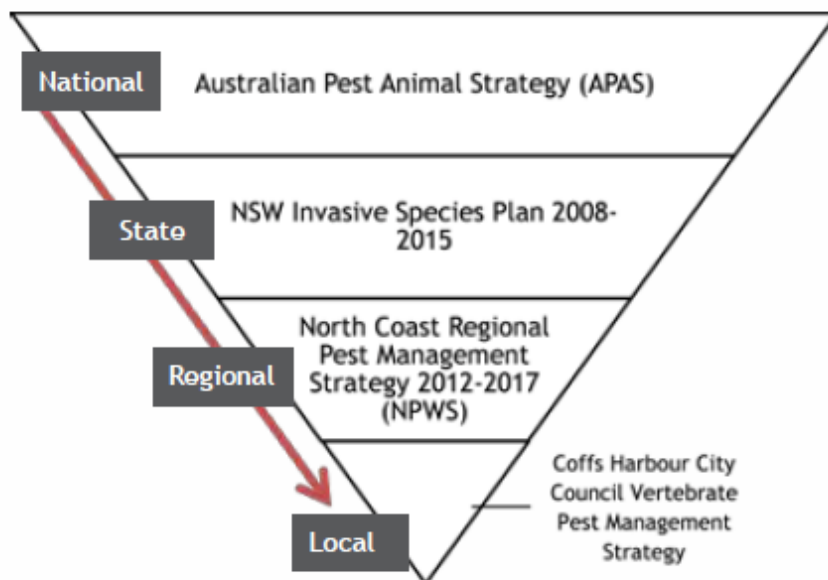 National
Australian Pest Animal Strategy (APAS)
State
NSW Invasive Species Plan 2008-
2015
Regional
North Coast Regional
Pest Management
Strategy 2012-2017
(NPWS)
Local
Coffs Harbour City
Council Vertebrate
Pest Management
Strategy